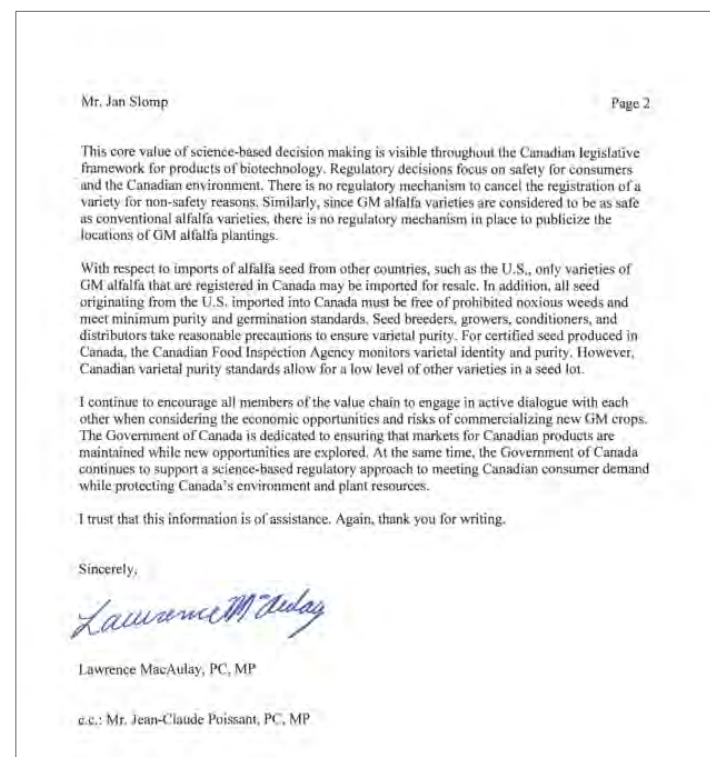 Mr. Jan Slomp Page 2
This core value of science-based decision making is visible throughout the Canadian legislative
framework for products of biotechnology. Regulatory decisions focus on safety for consumers
and the Canadian environment. There is no regulatory mechanism to cancel the registration of a
variety for non-safety reasons. Similarly, since GM alfalfa varieties are considered to be as safe
as conventional alfalfa varieties, there is no regulatory mechanism in place to publicize the
locations of GM alfalfa plantings.
With respect to imports of alfalfa seed from other countries, such as the U.S., only varieties of
GM alfalfa that are registered in Canada may be imported for resale. In addition, all seed
originating from the U.S. imported into Canada must be free of prohibited noxious weeds and
meet minimum purity and germination standards. Seed breeders, growers, conditioners, and
distributors take reasonable precautions to ensure varietal purity. For certified seed produced in
Canada, the Canadian Food Inspection Agency monitors varietal identity and purity. However,
Canadian varietal purity standards allow for a low level of other varieties in a seed lot.
I continue to encourage all members of the value chain to engage in active dialogue with each
other when considering the economic opportunities and risks of commercializing new GM crops.
The Government of Canada is dedicated to ensuring that markets for Canadian products are
maintained while new opportunities are explored. At the same time, the Government of Canada
continues to support a science-based regulatory approach to meeting Canadian consumer demand
while protecting Canada's environment and plant resources.
I trust that this information is of assistance. Again, thank you for writing.
Sincerely,
Lawrence MacAulay
Lawrence MacAulay, PC, MP
c.c.: Mr. Jean-Claude Poissant, PC, MP